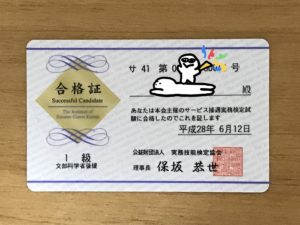 合格証
Successful Candidate
The Institute of
1 級
文部科学省後援
サ 41 第 0
号
あなたは本会主催のサービス接遇実務検定試
験に合格したのでこれを証します
平成28年 6月12日
公益財団法人 実務技能検定協会
理事長 保坂 恭世